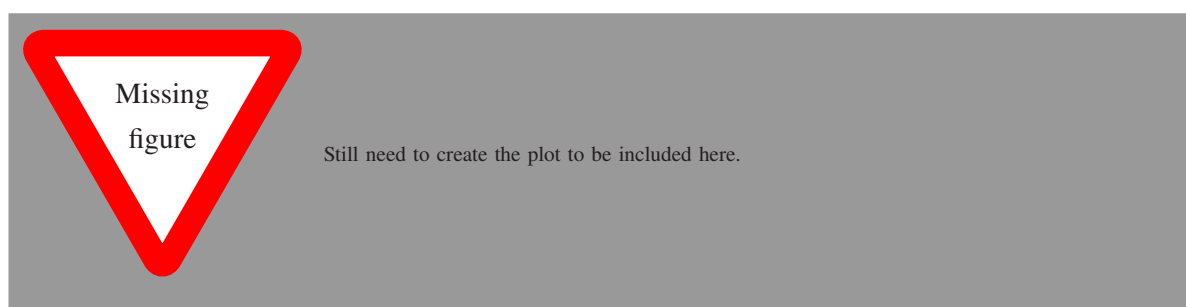 Missing
figure
Still need to create the plot to be included here.